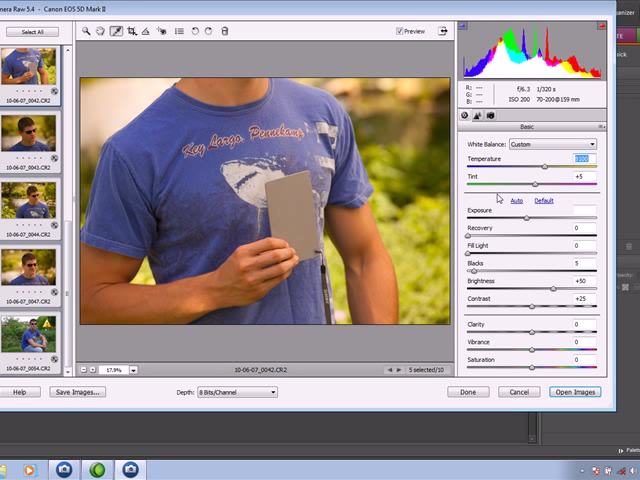 mera Raw 5.4 - Canon EOS 5D Mark II
Select All
10-06-07_0042.CR2
10-06-07_0043.CR2
10-06-07_0044.CR2
10-06-07_0047.CR2
10-06-07_0054.CR2
Preview
Key Largo, Pennekamp
R: ---
G: ---
B: ---
f/6.3 1/320 s
ISO 200 70-200@159 mm
Basic
White Balance: Custom
Temperature
Tint +5
Auto Default
Exposure
Recovery 0
Fill Light 0
Blacks 5
Brightness +50
Contrast +25
Clarity 0
Vibrance 0
Saturation 0
17.9%
10-06-07_0042.CR2
5 selected/10
Help
Save Images...
Depth: 8 Bits/Channel
Done
Cancel
Open Images